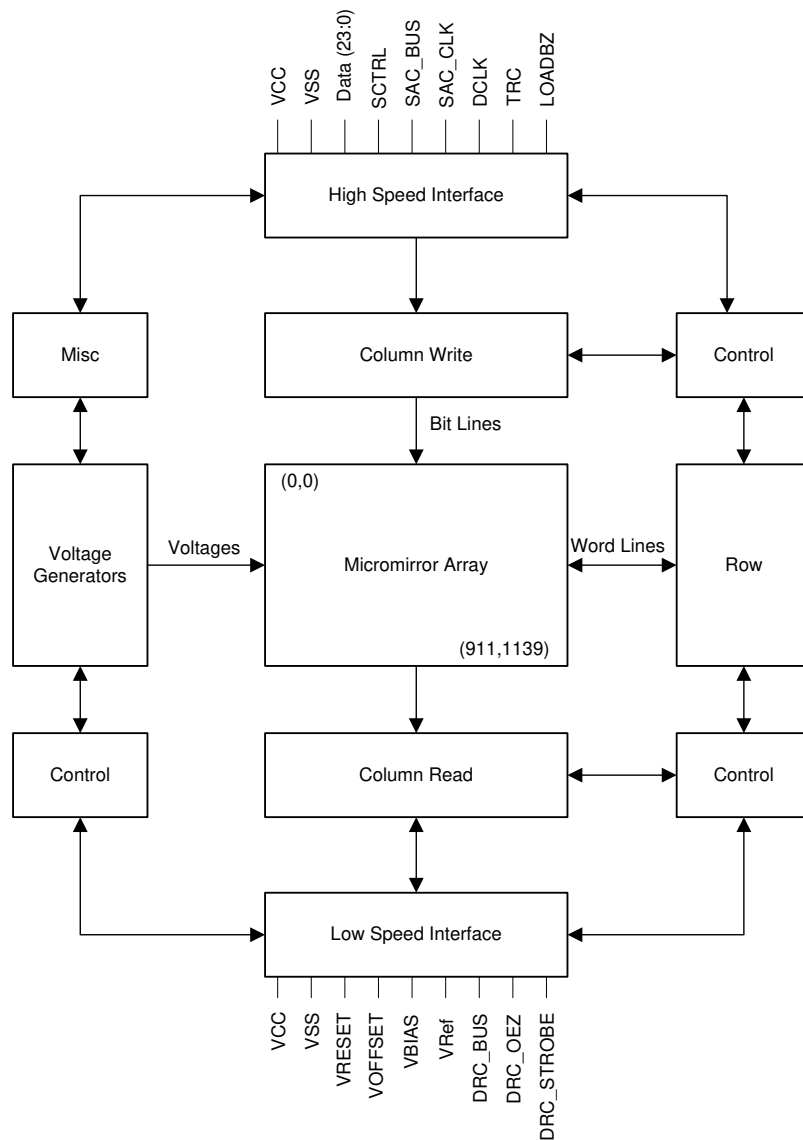 VCC
VSS
Data (23:0)
SCTRL
SAC_BUS
SAC_CLK
DCLK
TRC
LOADBZ
High Speed Interface
Misc
Column Write
Control
Bit Lines
(0,0)
Voltage
Generators
Voltages
Micromirror Array
Word Lines
Row
(911,1139)
Control
Column Read
Control
Low Speed Interface
VCC
VSS
VRESET
VOFFSET
VBIAS
VRef
DRC_BUS
DRC_OEZ
DRC_STROBE